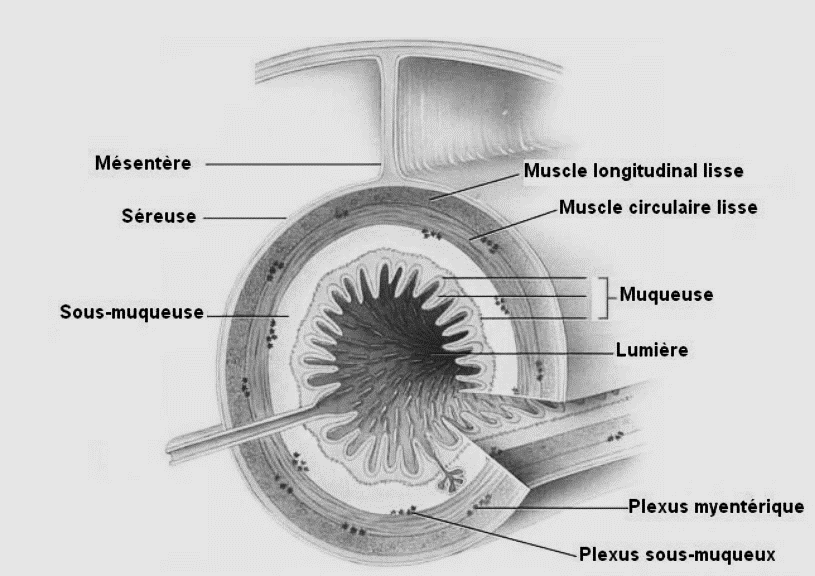 Mésentère
Muscle longitudinal lisse
Séreuse
Muscle circulaire lisse
Muqueuse
Sous-muqueuse
Lumière
Plexus myentérique
Plexus sous-muqueux